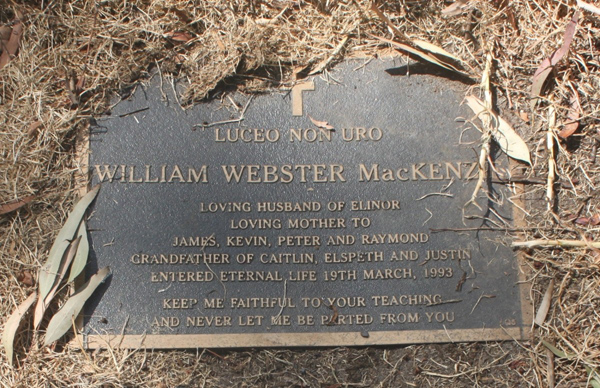 LUCEO NON URO
WILLIAM WEBSTER MacKENZ
LOVING HUSBAND OF ELINOR
LOVING MOTHER TO
JAMES, KEVIN, PETER AND RAYMOND
GRANDFATHER OF CAITLIN, ELSPETH AND JUSTIN
ENTERED ETERNAL LIFE 19TH MARCH, 1993
KEEP ME FAITHFUL TO YOUR TEACHING
AND NEVER LET ME BE PARTED FROM YOU